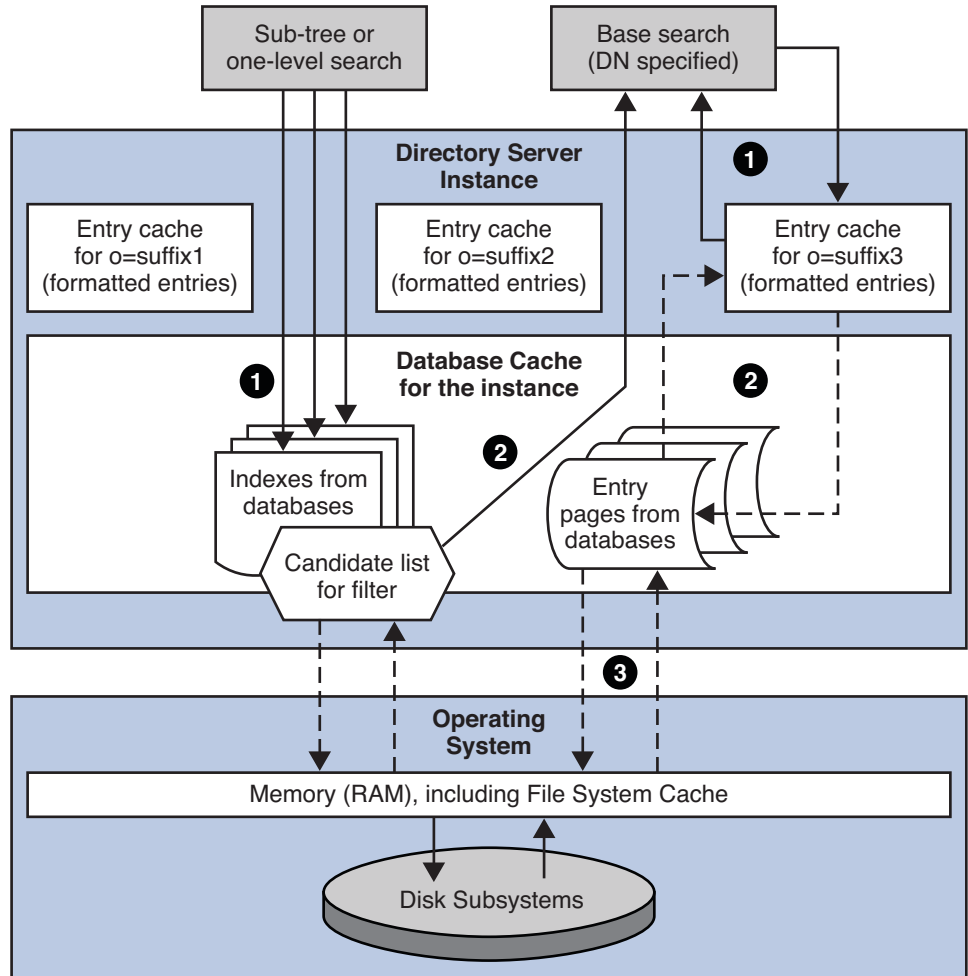 Sub-tree or
one-level search
Base search
(DN specified)
Directory Server
Instance
1
Entry cache
for o=suffix1
(formatted entries)
Entry cache
for o=suffix2
(formatted entries)
Entry cache
for o=suffix3
(formatted entries)
Database Cache
for the instance
1
2
2
Indexes from
databases
Candidate list
for filter
Entry
pages from
databases
3
Operating
System
Memory (RAM), including File System Cache
Disk Subsystems